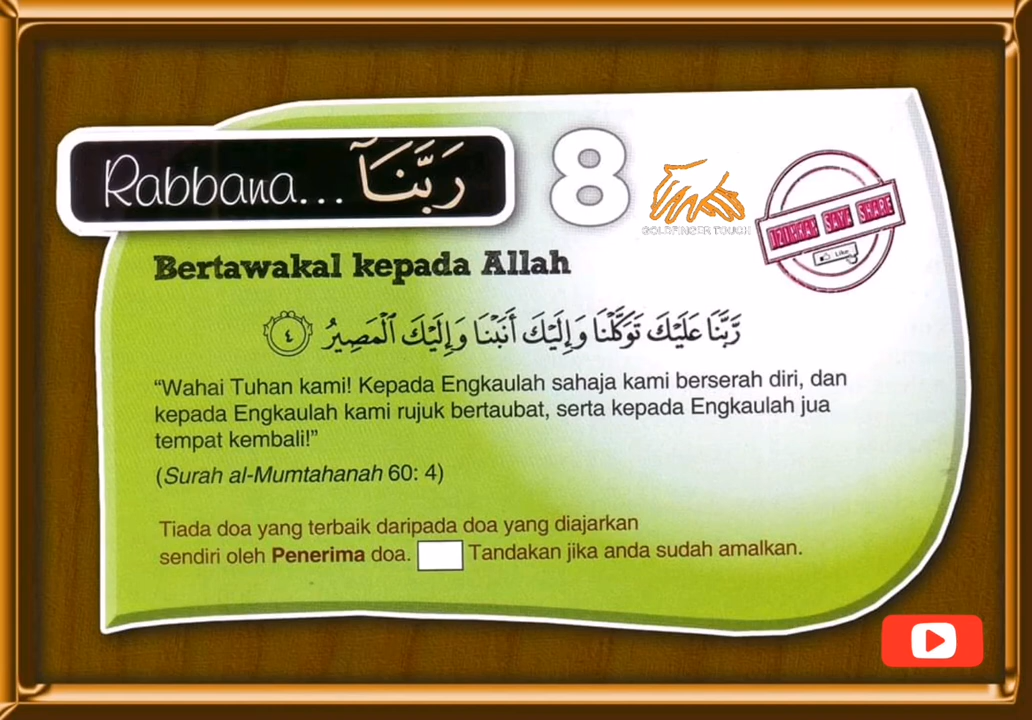 Rabbana... رَبَّنَآ
8
GOLDFINGER TOUCH
IZINKAN SAYA SHARE
Like
Bertawakal kepada Allah
رَّبَّنَا عَلَيْكَ تَوَكَّلْنَا وَإِلَيْكَ أَنَبْنَا وَإِلَيْكَ الْمَصِيرُ ٤
“Wahai Tuhan kami! Kepada Engkaulah sahaja kami berserah diri, dan
kepada Engkaulah kami rujuk bertaubat, serta kepada Engkaulah jua
tempat kembali!”
(Surah al-Mumtahanah 60: 4)
Tiada doa yang terbaik daripada doa yang diajarkan
sendiri oleh Penerima doa. Tandakan jika anda sudah amalkan.